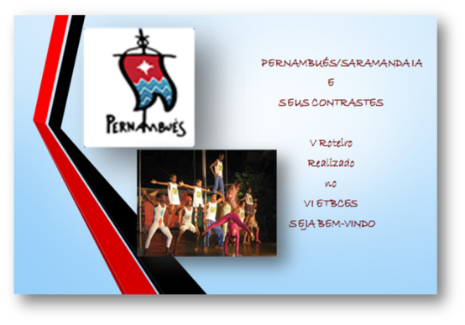 PERNAMBUÉS
PERNAMBUÉS/SARAMANDAIA
E
SEUS CONTRASTES
V Roteiro
Realizado
no
VI ETBCES
SEJA BEM-VINDO